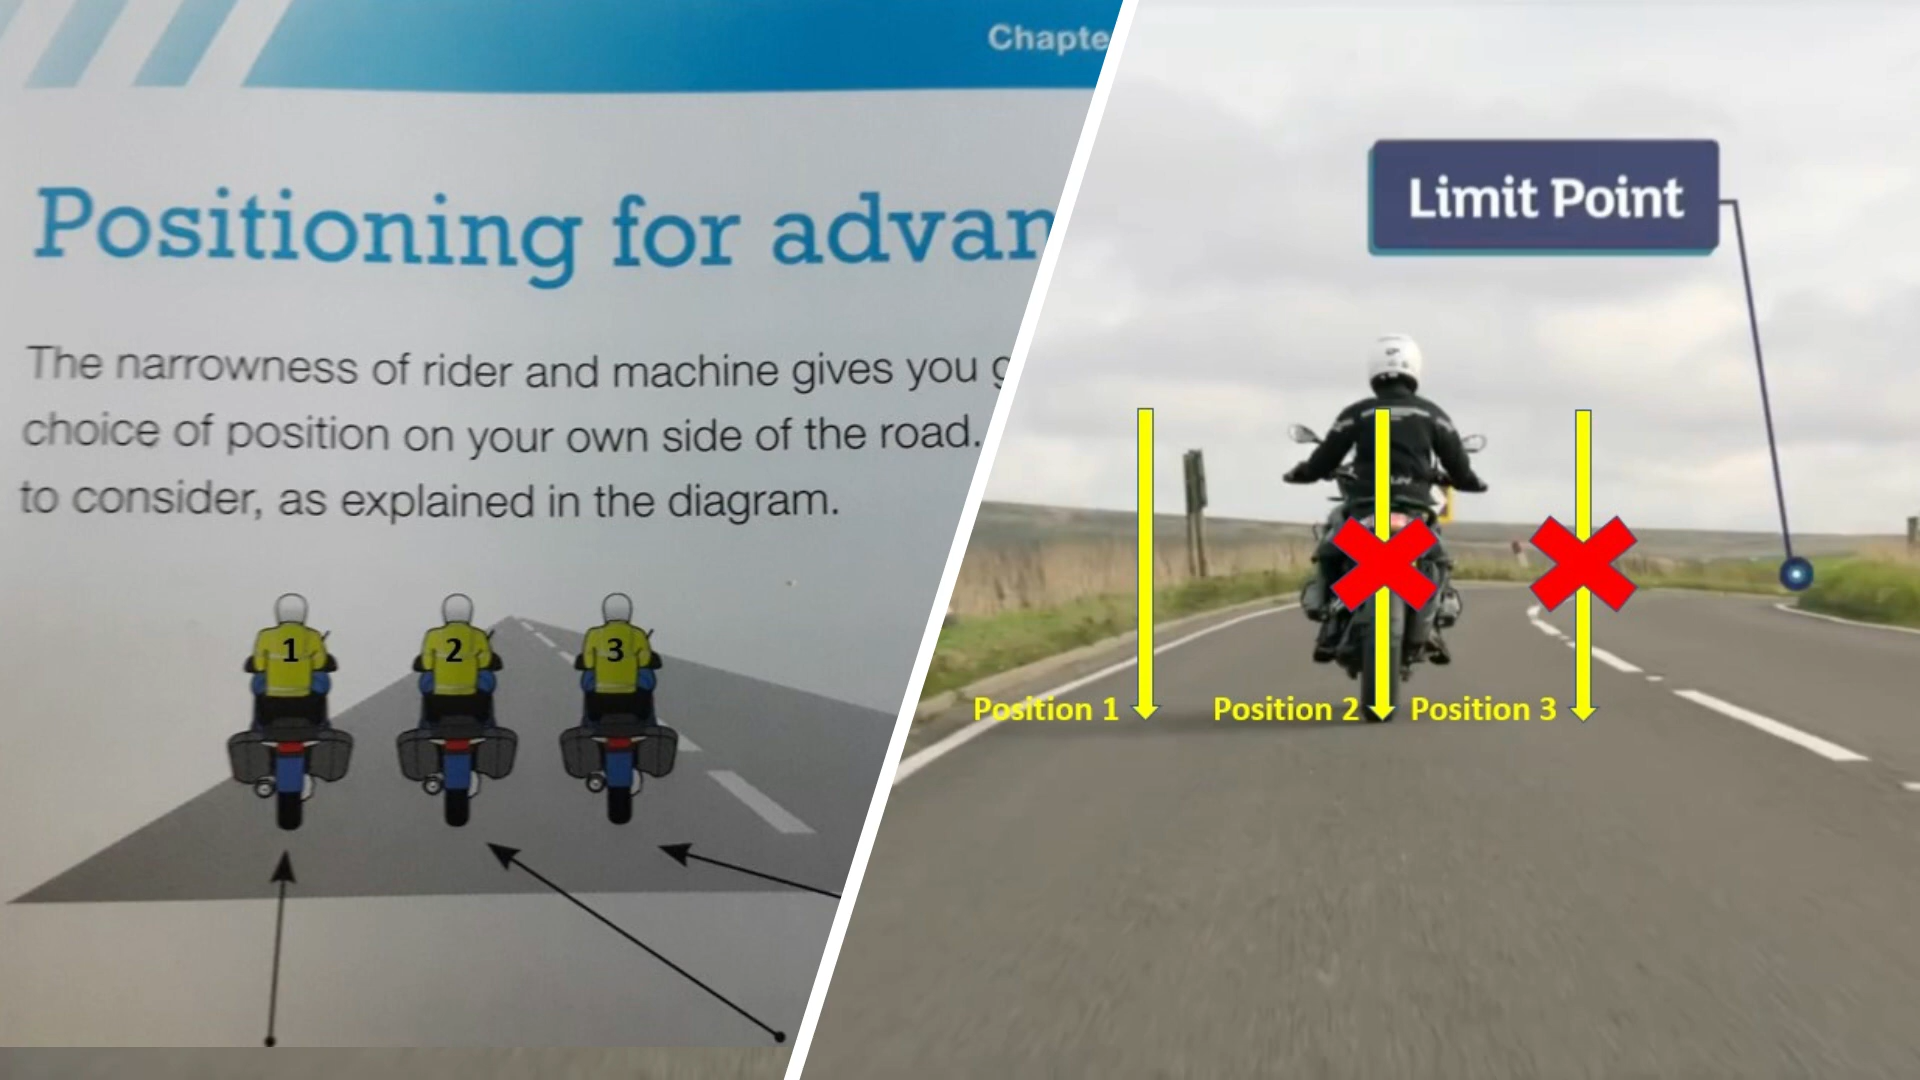 Chapte
Positioning for advan
The narrowness of rider and machine gives you g
choice of position on your own side of the road.
to consider, as explained in the diagram.
1
2
3
Limit Point
Position 1
Position 2
Position 3